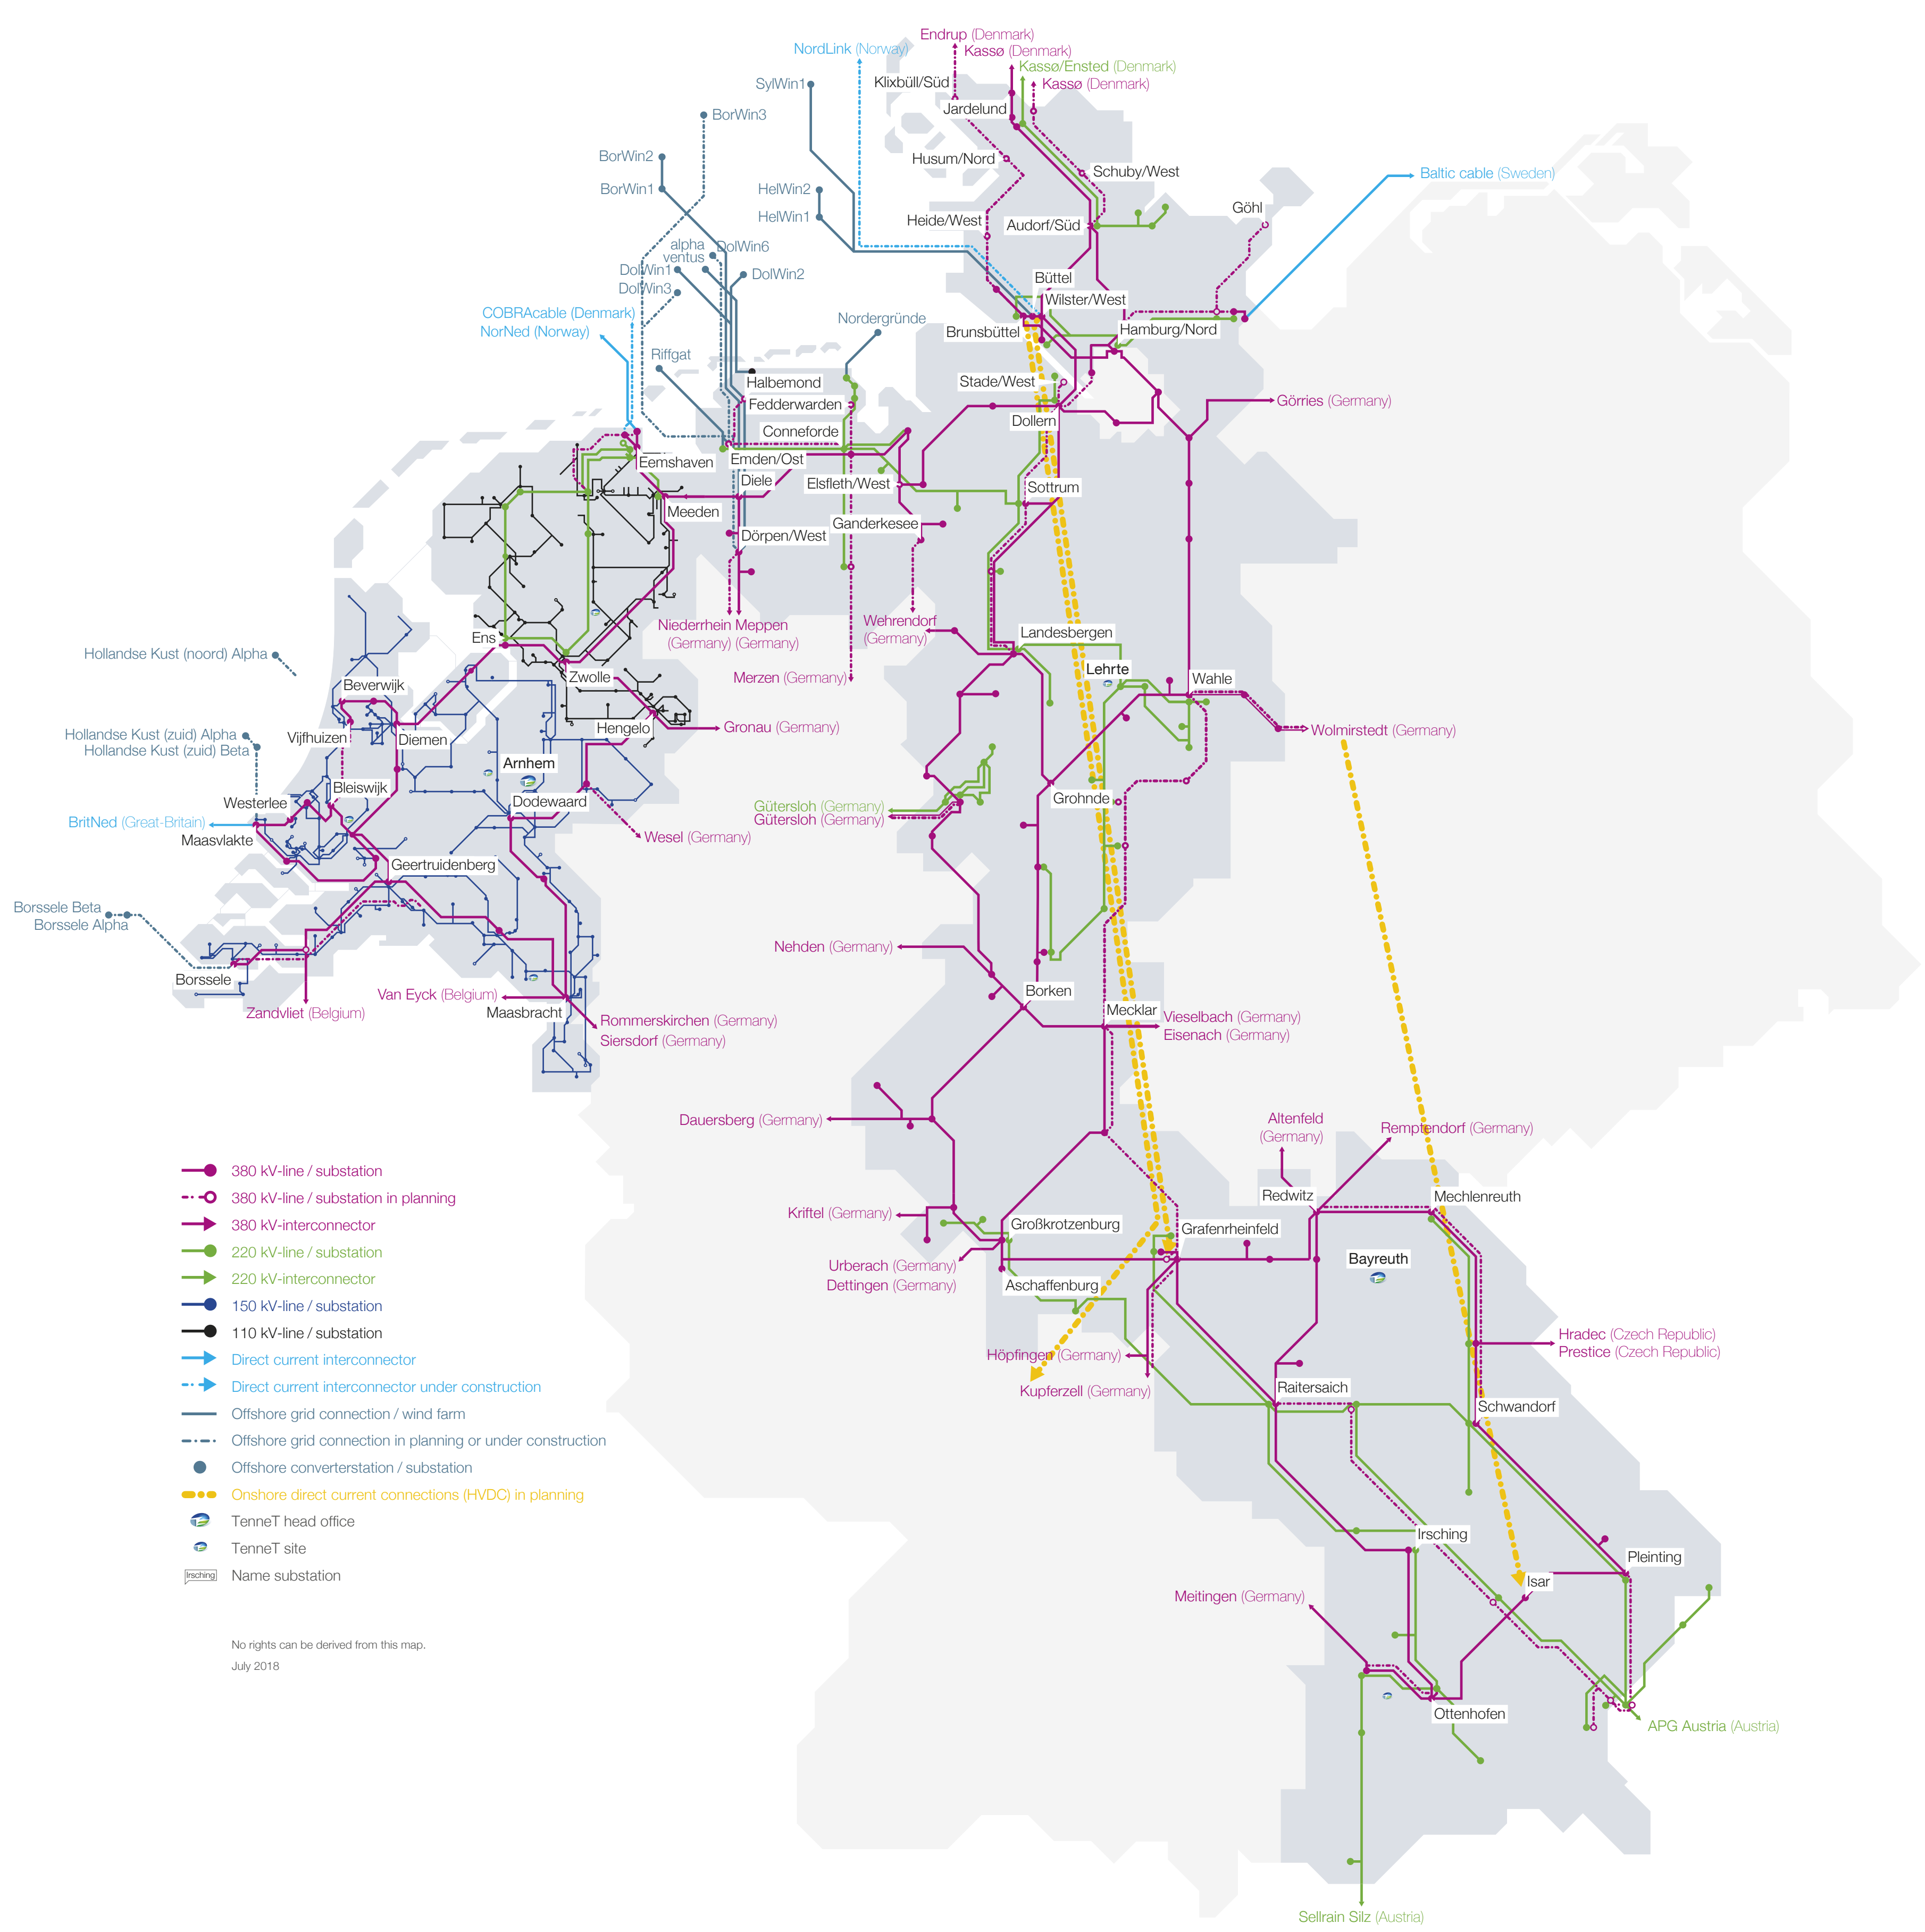 Endrup (Denmark)
NordLink (Norway)
Kassø (Denmark)
Kassø/Ensted (Denmark)
Klixbüll/Süd
Kassø (Denmark)
SylWin1
Jardelund
BorWin3
BorWin2
Husum/Nord
Schuby/West
Baltic cable (Sweden)
BorWin1
HelWin2
HelWin1
Göhl
Heide/West
Audorf/Süd
alpha
ventus
DolWin6
DolWin1
DolWin2
DolWin3
Büttel
Wilster/West
COBRAcable (Denmark)
NorNed (Norway)
Nordergründe
Brunsbüttel
Hamburg/Nord
Riffgat
Halbemond
Stade/West
Fedderwarden
Görries (Germany)
Dollern
Conneforde
Eemshaven
Emden/Ost
Diele
Elsfleth/West
Sottrum
Meeden
Ganderkesee
Dörpen/West
Niederrhein Meppen
(Germany) (Germany)
Wehrendorf
(Germany)
Ens
Landesbergen
Hollandse Kust (noord) Alpha
Lehrte
Zwolle
Merzen (Germany)
Wahle
Beverwijk
Hengelo
Gronau (Germany)
Wolmirstedt (Germany)
Hollandse Kust (zuid) Alpha
Hollandse Kust (zuid) Beta
Vijfhuizen
Diemen
Arnhem
Bleiswijk
Westerlee
Dodewaard
Grohnde
Gütersloh (Germany)
Gütersloh (Germany)
BritNed (Great-Britain)
Maasvlakte
Wesel (Germany)
Geertruidenberg
Borssele Beta
Borssele Alpha
Nehden (Germany)
Borssele
Van Eyck (Belgium)
Borken
Zandvliet (Belgium)
Maasbracht
Mecklar
Rommerskirchen (Germany)
Siersdorf (Germany)
Vieselbach (Germany)
Eisenach (Germany)
Dauersberg (Germany)
Altenfeld
(Germany)
Remptendorf (Germany)
380 kV-line / substation
380 kV-line / substation in planning
Redwitz
Mechlenreuth
380 kV-interconnector
Kriftel (Germany)
Großkrotzenburg
Grafenrheinfeld
220 kV-line / substation
Urberach (Germany)
Dettingen (Germany)
Bayreuth
220 kV-interconnector
Aschaffenburg
150 kV-line / substation
110 kV-line / substation
Hradec (Czech Republic)
Prestice (Czech Republic)
Direct current interconnector
Höpfingen (Germany)
Direct current interconnector under construction
Kupferzell (Germany)
Raitersaich
Offshore grid connection / wind farm
Schwandorf
Offshore grid connection in planning or under construction
Offshore converterstation / substation
Onshore direct current connections (HVDC) in planning
TenneT head office
Irsching
TenneT site
Pleinting
Irsching
Name substation
Isar
Meitingen (Germany)
No rights can be derived from this map.
July 2018
Ottenhofen
APG Austria (Austria)
Sellrain Silz (Austria)